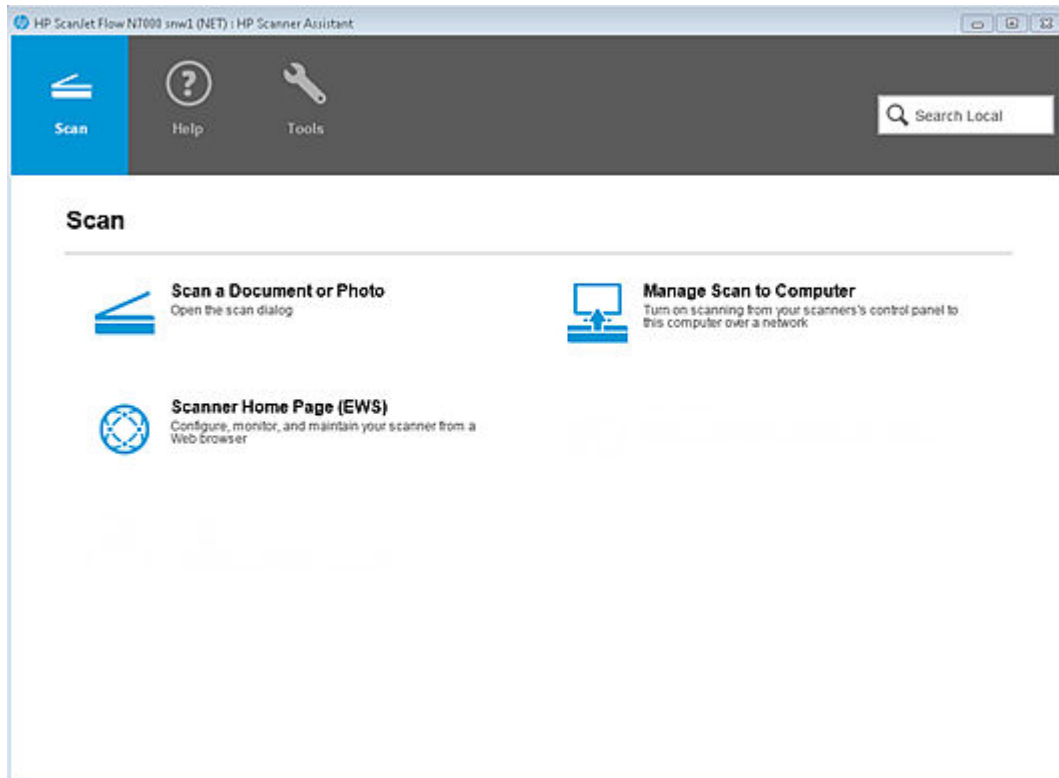 HP ScanJet Flow N7000 snw1 (NET) : HP Scanner Assistant
Scan
Help
Tools
Search Local
Scan
Scan a Document or Photo
Open the scan dialog
Manage Scan to Computer
Turn on scanning from your scanners's control panel to
this computer over a network
Scanner Home Page (EWS)
Configure, monitor, and maintain your scanner from a
Web browser